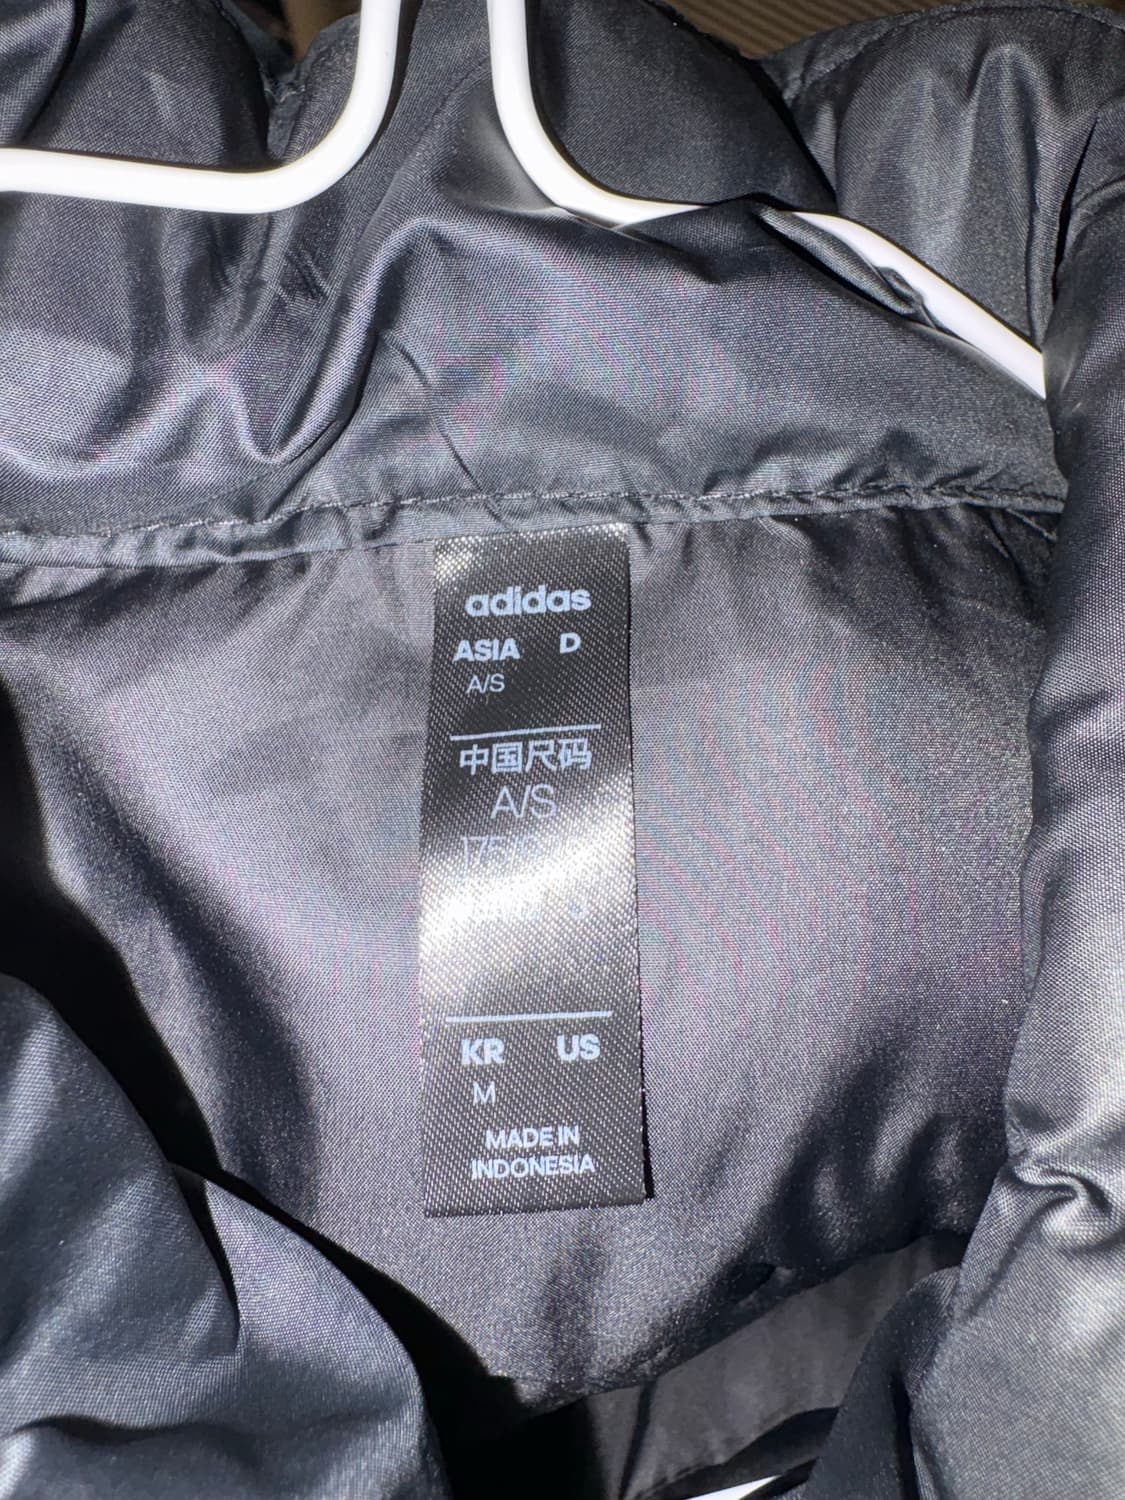 adidas
ASIA D
A/S
中国尺码
A/S
KR US
M
MADE IN
INDONESIA